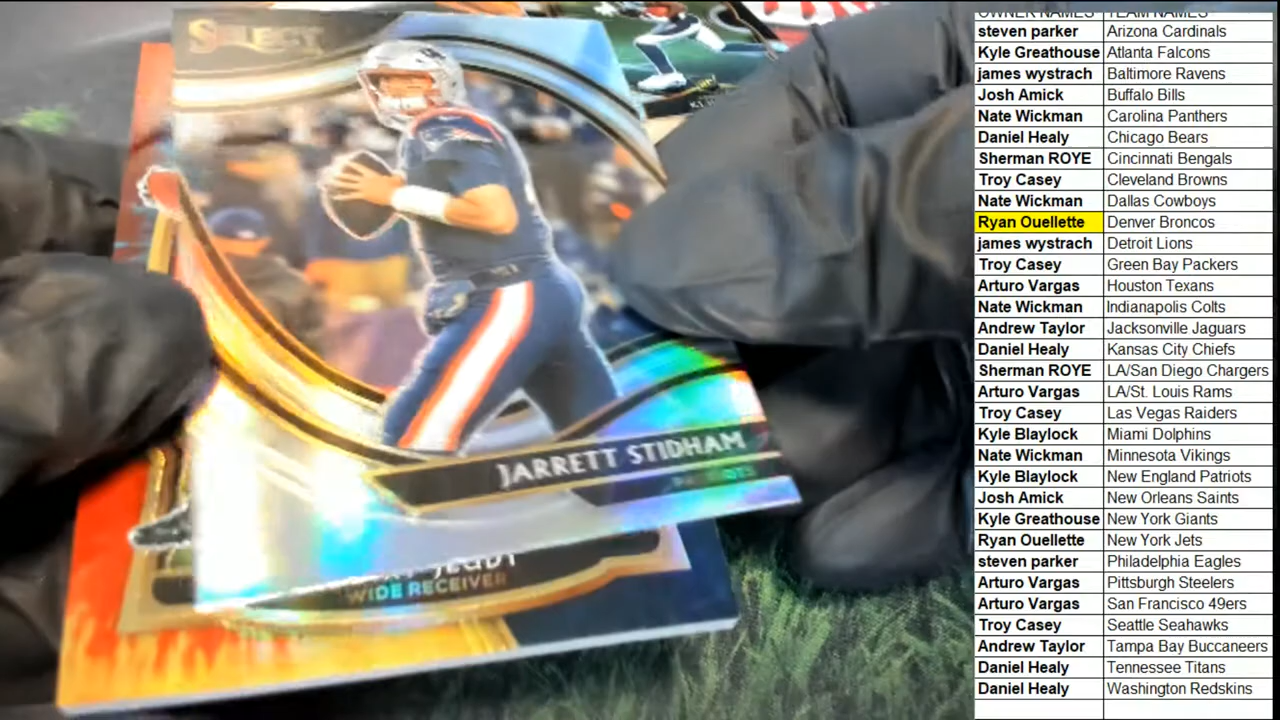 SELECT
JARRETT STIDHAM
JEUDY
WIDE RECEIVER
OWNER NAMES TEAM NAMES
steven parker Arizona Cardinals
Kyle Greathouse Atlanta Falcons
james wystrach Baltimore Ravens
Josh Amick Buffalo Bills
Nate Wickman Carolina Panthers
Daniel Healy Chicago Bears
Sherman ROYE Cincinnati Bengals
Troy Casey Cleveland Browns
Nate Wickman Dallas Cowboys
Ryan Ouellette Denver Broncos
james wystrach Detroit Lions
Troy Casey Green Bay Packers
Arturo Vargas Houston Texans
Nate Wickman Indianapolis Colts
Andrew Taylor Jacksonville Jaguars
Daniel Healy Kansas City Chiefs
Sherman ROYE LA/San Diego Chargers
Arturo Vargas LA/St. Louis Rams
Troy Casey Las Vegas Raiders
Kyle Blaylock Miami Dolphins
Nate Wickman Minnesota Vikings
Kyle Blaylock New England Patriots
Josh Amick New Orleans Saints
Kyle Greathouse New York Giants
Ryan Ouellette New York Jets
steven parker Philadelphia Eagles
Arturo Vargas Pittsburgh Steelers
Arturo Vargas San Francisco 49ers
Troy Casey Seattle Seahawks
Andrew Taylor Tampa Bay Buccaneers
Daniel Healy Tennessee Titans
Daniel Healy Washington Redskins